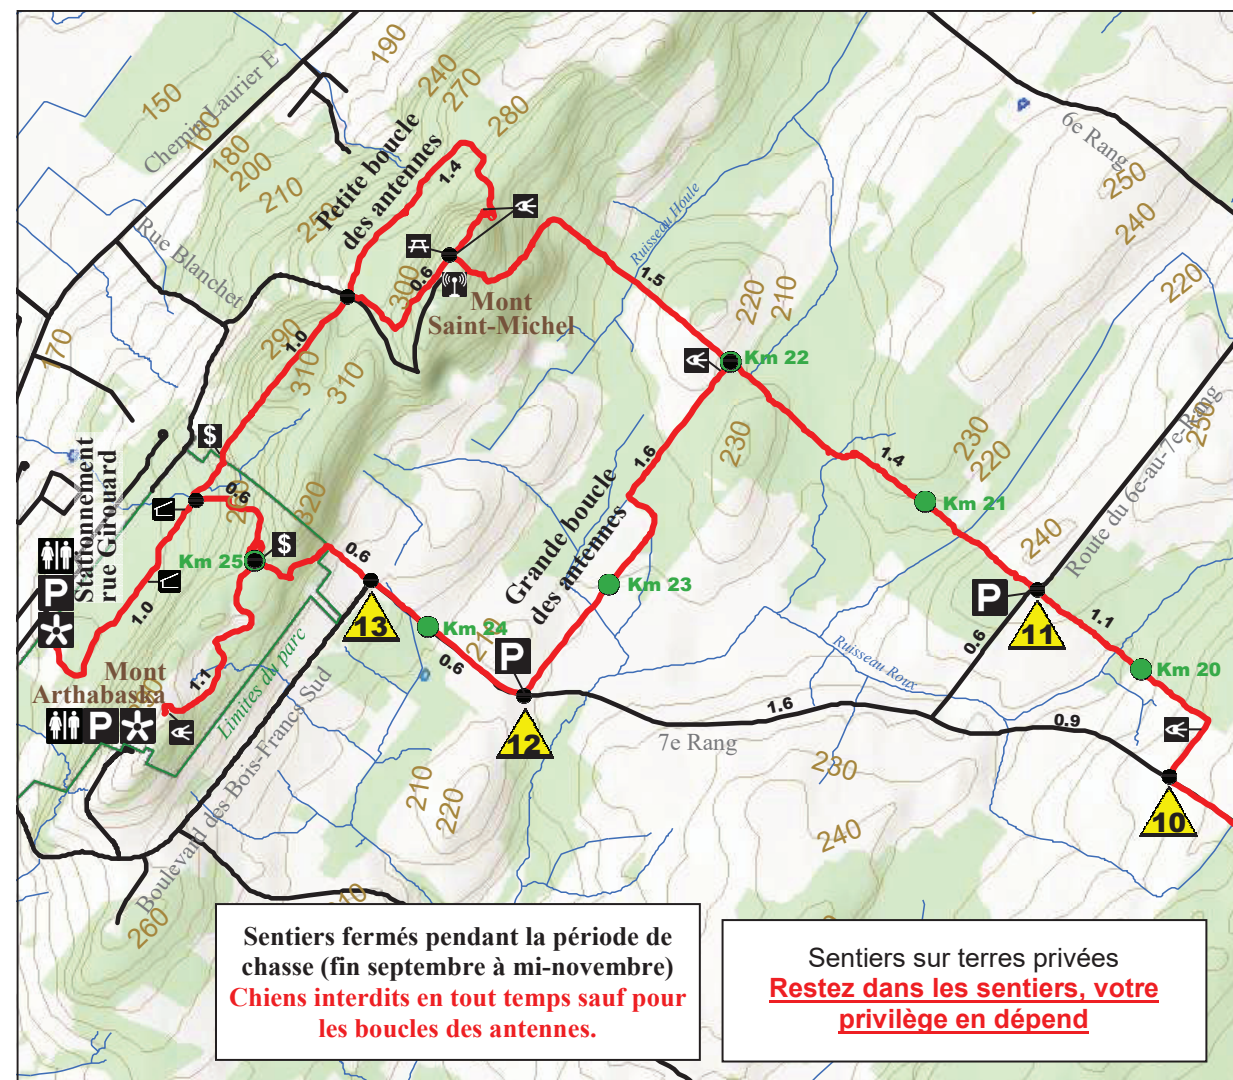 190
240
270
280
150
160
180
200
210
250
Chemin Laurier E
Petite boucle
des antennes
1.4
6e Rang
250
240
220
Rue Blanchet
Ruisseau Houle
300
0.6
Mont
Saint-Michel
1.5
220
210
290
1.0
310
310
170
Km 22
230
Route du 6e-au-7e-Rang
250
230
220
$
Stationnement
rue Girouard
0.6
320
1.6
1.4
Km 21
Grande boucle
des antennes
240
Km 25
$
0.6
Km 23
P
1.0
13
Km 24
0.6
210
P
P
11
0.6
1.1
Km 20
Mont
Arthabaska
1.1
Limites du parc
Ruisseau Roux
P
12
1.6
0.9
7e Rang
Boulevard des Bois-Francs Sud
210
220
230
240
10
260
210
Sentiers fermés pendant la période de
chasse (fin septembre à mi-novembre)
Chiens interdits en tout temps sauf pour
les boucles des antennes.
Sentiers sur terres privées
Restez dans les sentiers, votre
privilège en dépend